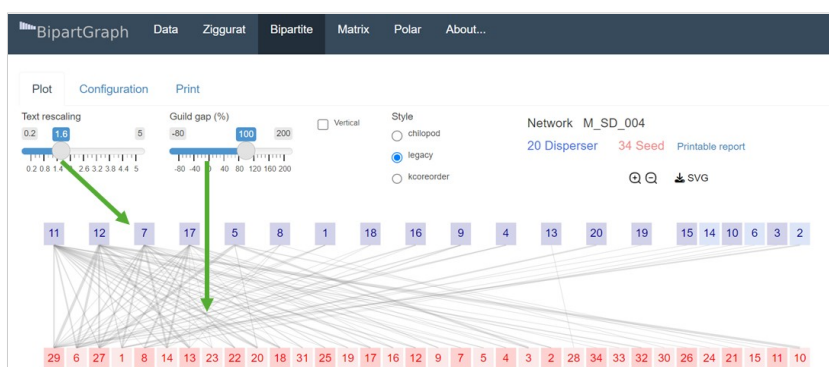 BipartGraph Data Ziggurat Bipartite Matrix Polar About...
Plot Configuration Print
Text rescaling Guild gap (%) Vertical Style
0.2 1.6 5 -80 100 200 chilopod
0.2 0.8 1.4 2.6 3.2 3.8 4.4 5 -80 -40 0 40 80 120 160 200 legacy
kcoreorder
Network M_SD_004
20 Disperser 34 Seed Printable report
SVG
11 12 7 17 5 8 1 18 16 9 4 13 20 19 15 14 10 6 3 2
29 6 27 1 8 14 13 23 22 20 18 31 25 19 17 16 12 9 7 5 4 3 2 28 34 33 32 30 26 24 21 15 11 10